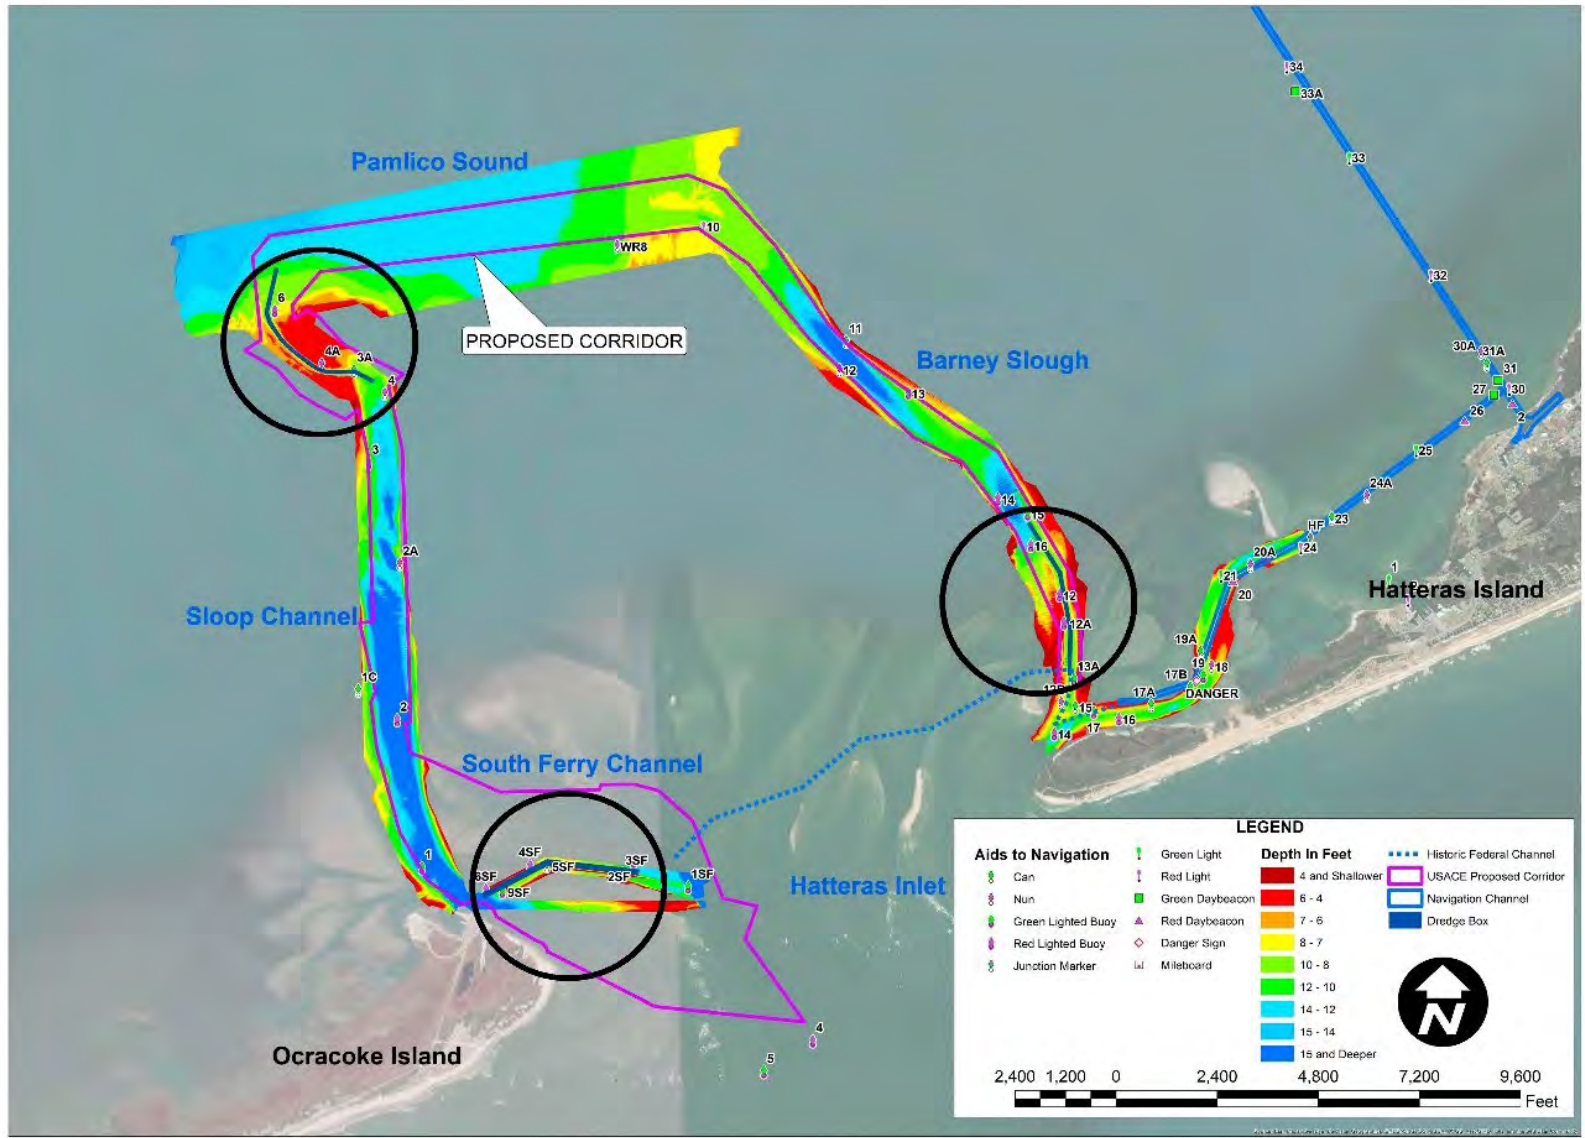 34
33A
33
Pamlico Sound
10
WR8
32
6
PROPOSED CORRIDOR
11
30A
31A
Barney Slough
4A
3A
12
31
4
13
27
30
26
2
3
25
14
24A
15
23
HF
16
2A
20A
24
21
1
Hatteras Island
20
12
Sloop Channel
12A
19A
13A
19
18
1C
17B
DANGER
17A
2
15
16
17
14
South Ferry Channel
LEGEND
Aids to Navigation
Green Light
Depth In Feet
Historic Federal Channel
1
4SF
3SF
5SF
2SF
1SF
6SF
9SF
Hatteras Inlet
Red Light
4 and Shallower
USACE Proposed Corridor
Can
Green Daybeacon
6 - 4
Navigation Channel
Nun
Red Daybeacon
7 - 6
Dredge Box
Green Lighted Buoy
Danger Sign
8 - 7
Red Lighted Buoy
Mileboard
10 - 8
Junction Marker
12 - 10
14 - 12
15 - 14
15 and Deeper
N
4
5
Ocracoke Island
2,400 1,200 0 2,400 4,800 7,200 9,600
Feet